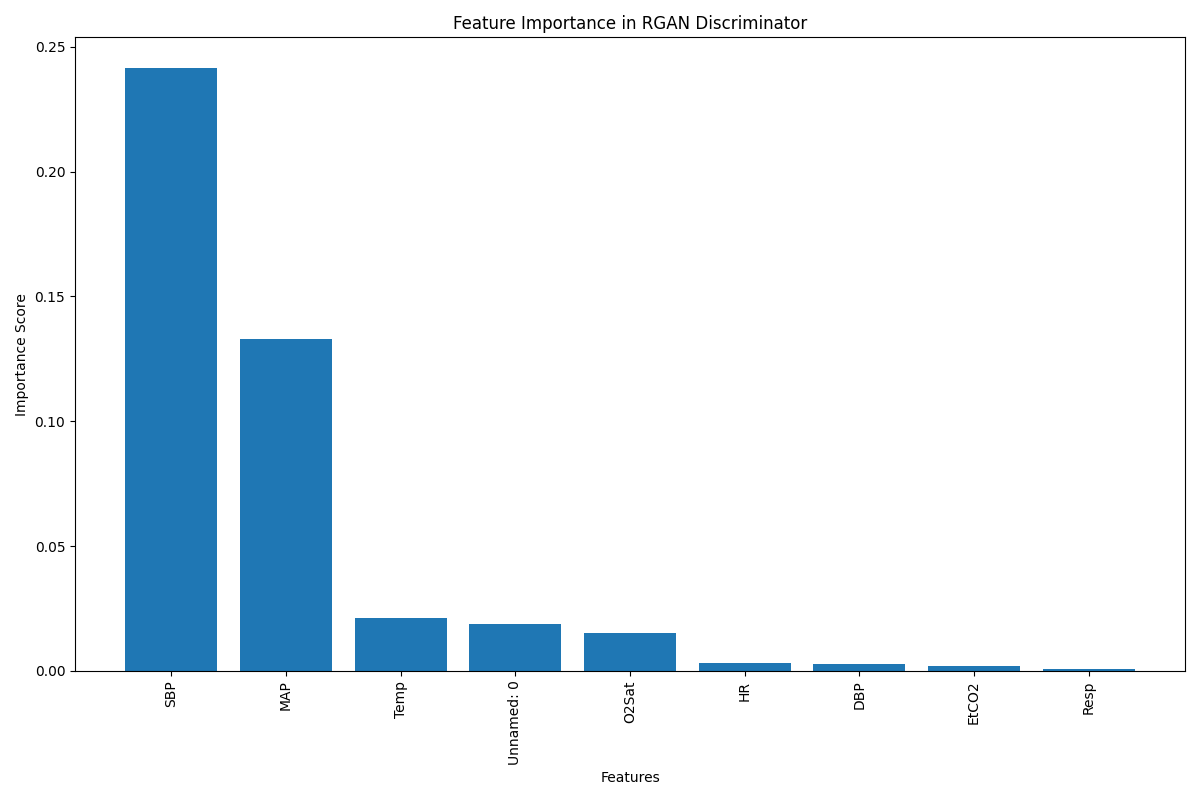 Feature Importance in RGAN Discriminator
Importance Score
0.25
0.20
0.15
0.10
0.05
0.00
SBP
MAP
Temp
Unnamed: 0
O2Sat
HR
DBP
EtCO2
Resp
Features